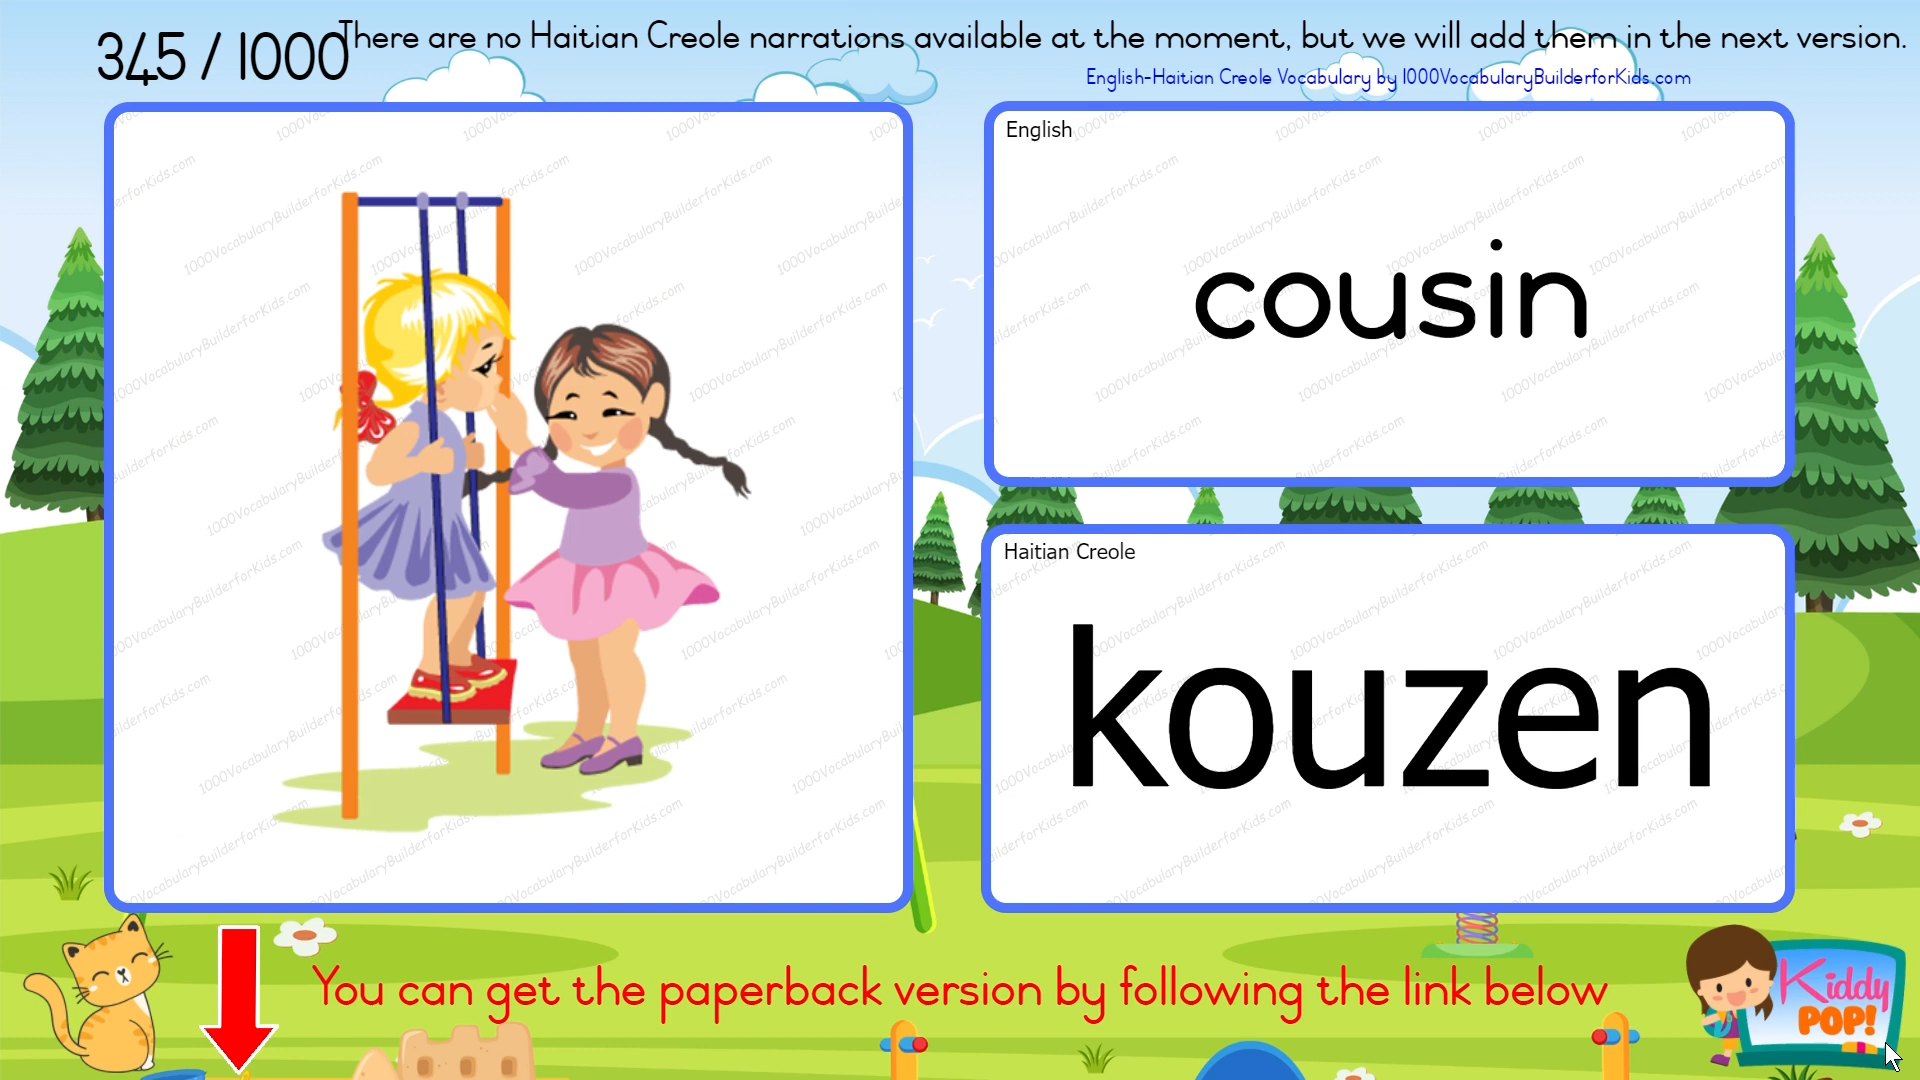 345 / 1000
There are no Haitian Creole narrations available at the moment, but we will add them in the next version.
English-Haitian Creole Vocabulary by 1000VocabularyBuilderforKids.com
English
cousin
Haitian Creole
kouzen
You can get the paperback version by following the link below
Kiddy
POP!
1000VocabularyBuilderforKids.com